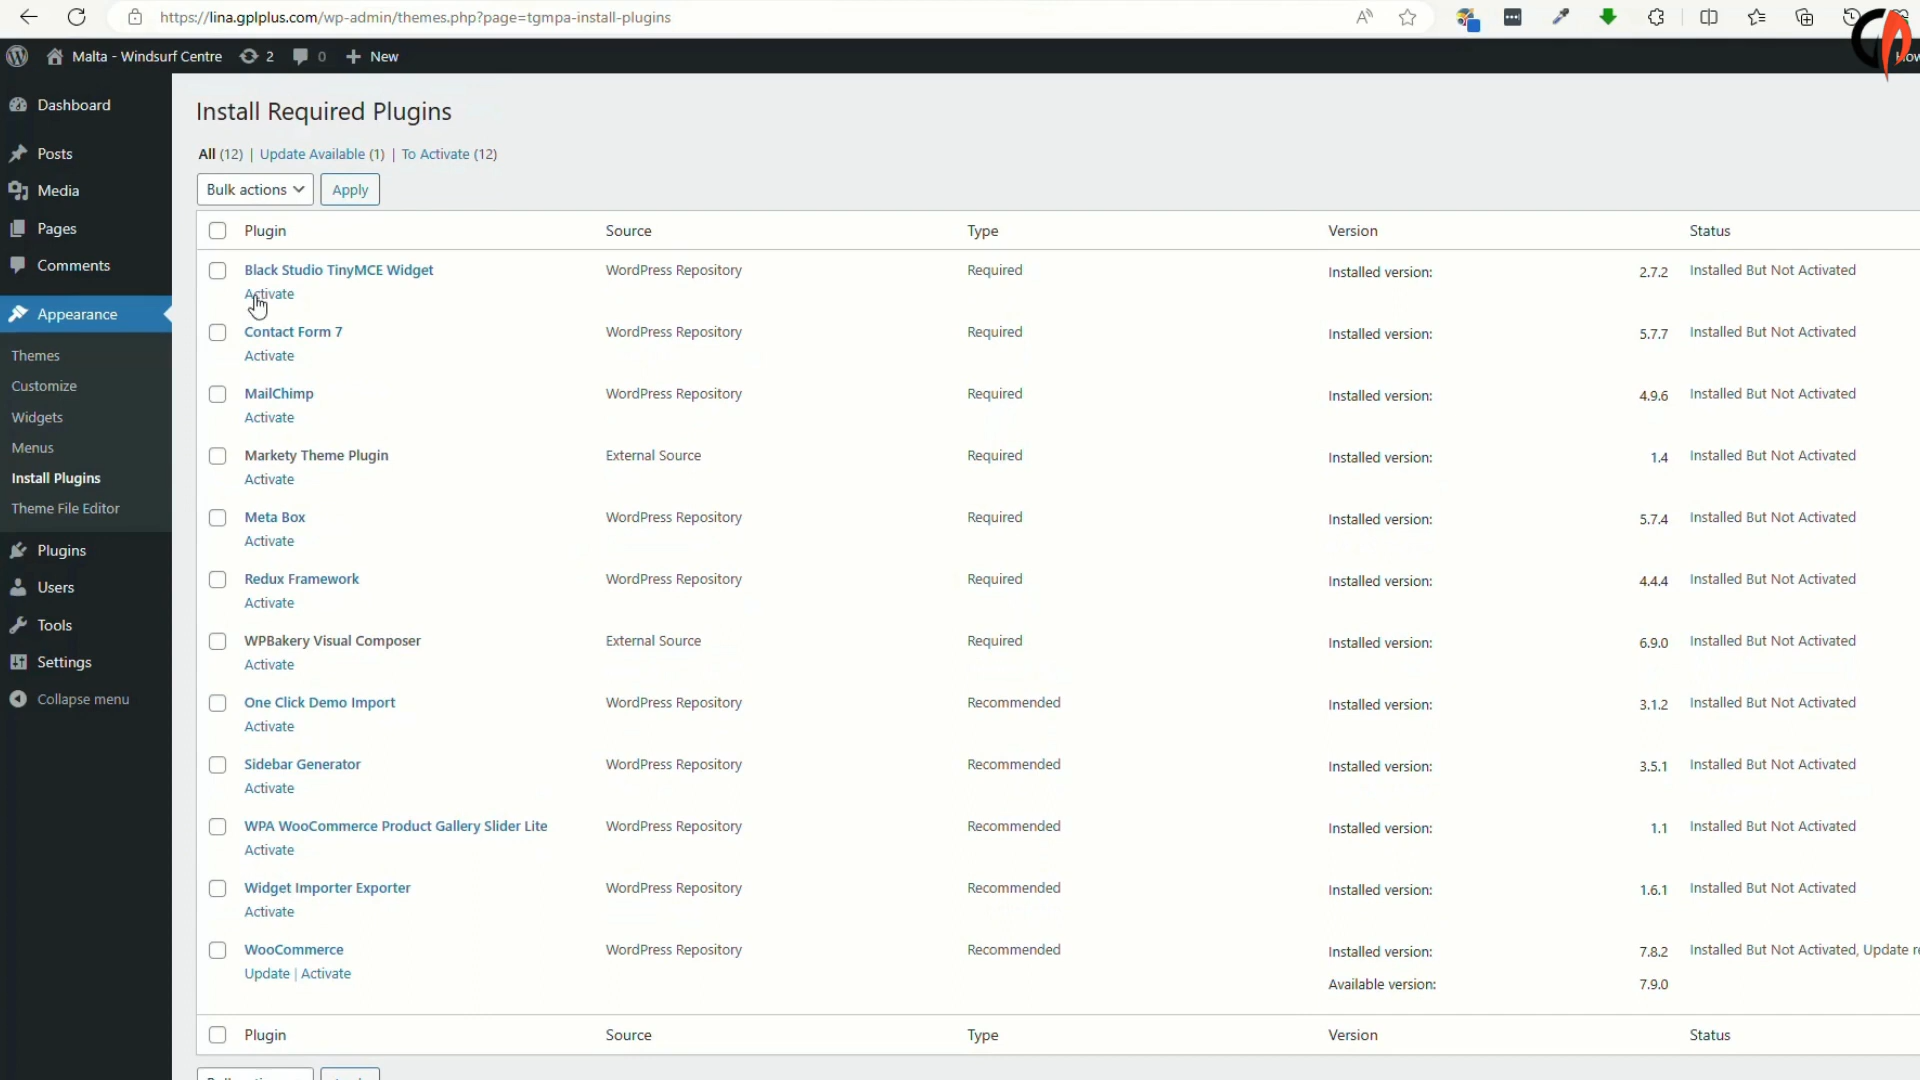 https://lina.gplplus.com/wp-admin/themes.php?page=tgmpa-install-plugins
Malta - Windsurf Centre 2 0 New
Dashboard
Posts
Media
Pages
Comments
Appearance
Themes
Customize
Widgets
Menus
Install Plugins
Theme File Editor
Plugins
Users
Tools
Settings
Collapse menu
Install Required Plugins
All (12) | Update Available (1) | To Activate (12)
Bulk actions Apply
Plugin Source Type Version Status
Black Studio TinyMCE Widget WordPress Repository Required Installed version: 2.7.2 Installed But Not Activated
Activate
Contact Form 7 WordPress Repository Required Installed version: 5.7.7 Installed But Not Activated
Activate
MailChimp WordPress Repository Required Installed version: 4.9.6 Installed But Not Activated
Activate
Markety Theme Plugin External Source Required Installed version: 1.4 Installed But Not Activated
Activate
Meta Box WordPress Repository Required Installed version: 5.7.4 Installed But Not Activated
Activate
Redux Framework WordPress Repository Required Installed version: 4.4.4 Installed But Not Activated
Activate
WPBakery Visual Composer External Source Required Installed version: 6.9.0 Installed But Not Activated
Activate
One Click Demo Import WordPress Repository Recommended Installed version: 3.1.2 Installed But Not Activated
Activate
Sidebar Generator WordPress Repository Recommended Installed version: 3.5.1 Installed But Not Activated
Activate
WPA WooCommerce Product Gallery Slider Lite WordPress Repository Recommended Installed version: 1.1 Installed But Not Activated
Activate
Widget Importer Exporter WordPress Repository Recommended Installed version: 1.6.1 Installed But Not Activated
Activate
WooCommerce WordPress Repository Recommended Installed version: 7.8.2 Installed But Not Activated, Update
Update | Activate
Available version: 7.9.0
Plugin Source Type Version Status